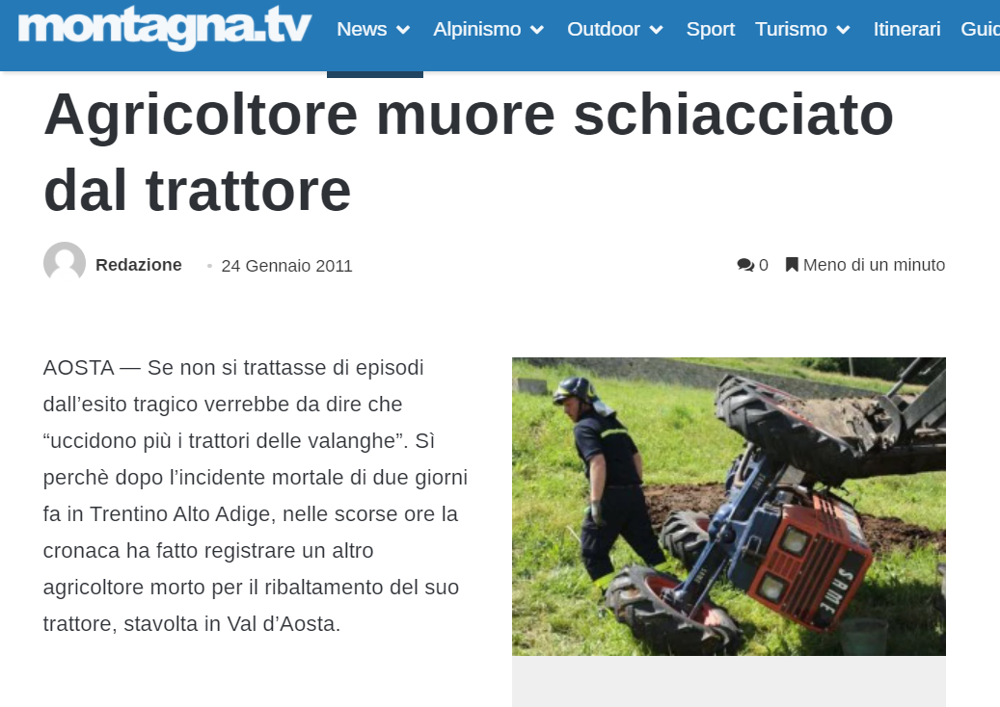 montagna.tv
News Alpinismo Outdoor Sport Turismo Itinerari Guid
Agricoltore muore schiacciato
dal trattore
Redazione 24 Gennaio 2011 0 Meno di un minuto
AOSTA — Se non si trattasse di episodi
dall’esito tragico verrebbe da dire che
“uccidono più i trattori delle valanghe”. Sì
perchè dopo l’incidente mortale di due giorni
fa in Trentino Alto Adige, nelle scorse ore la
cronaca ha fatto registrare un altro
agricoltore morto per il ribaltamento del suo
trattore, stavolta in Val d’Aosta.
SAME